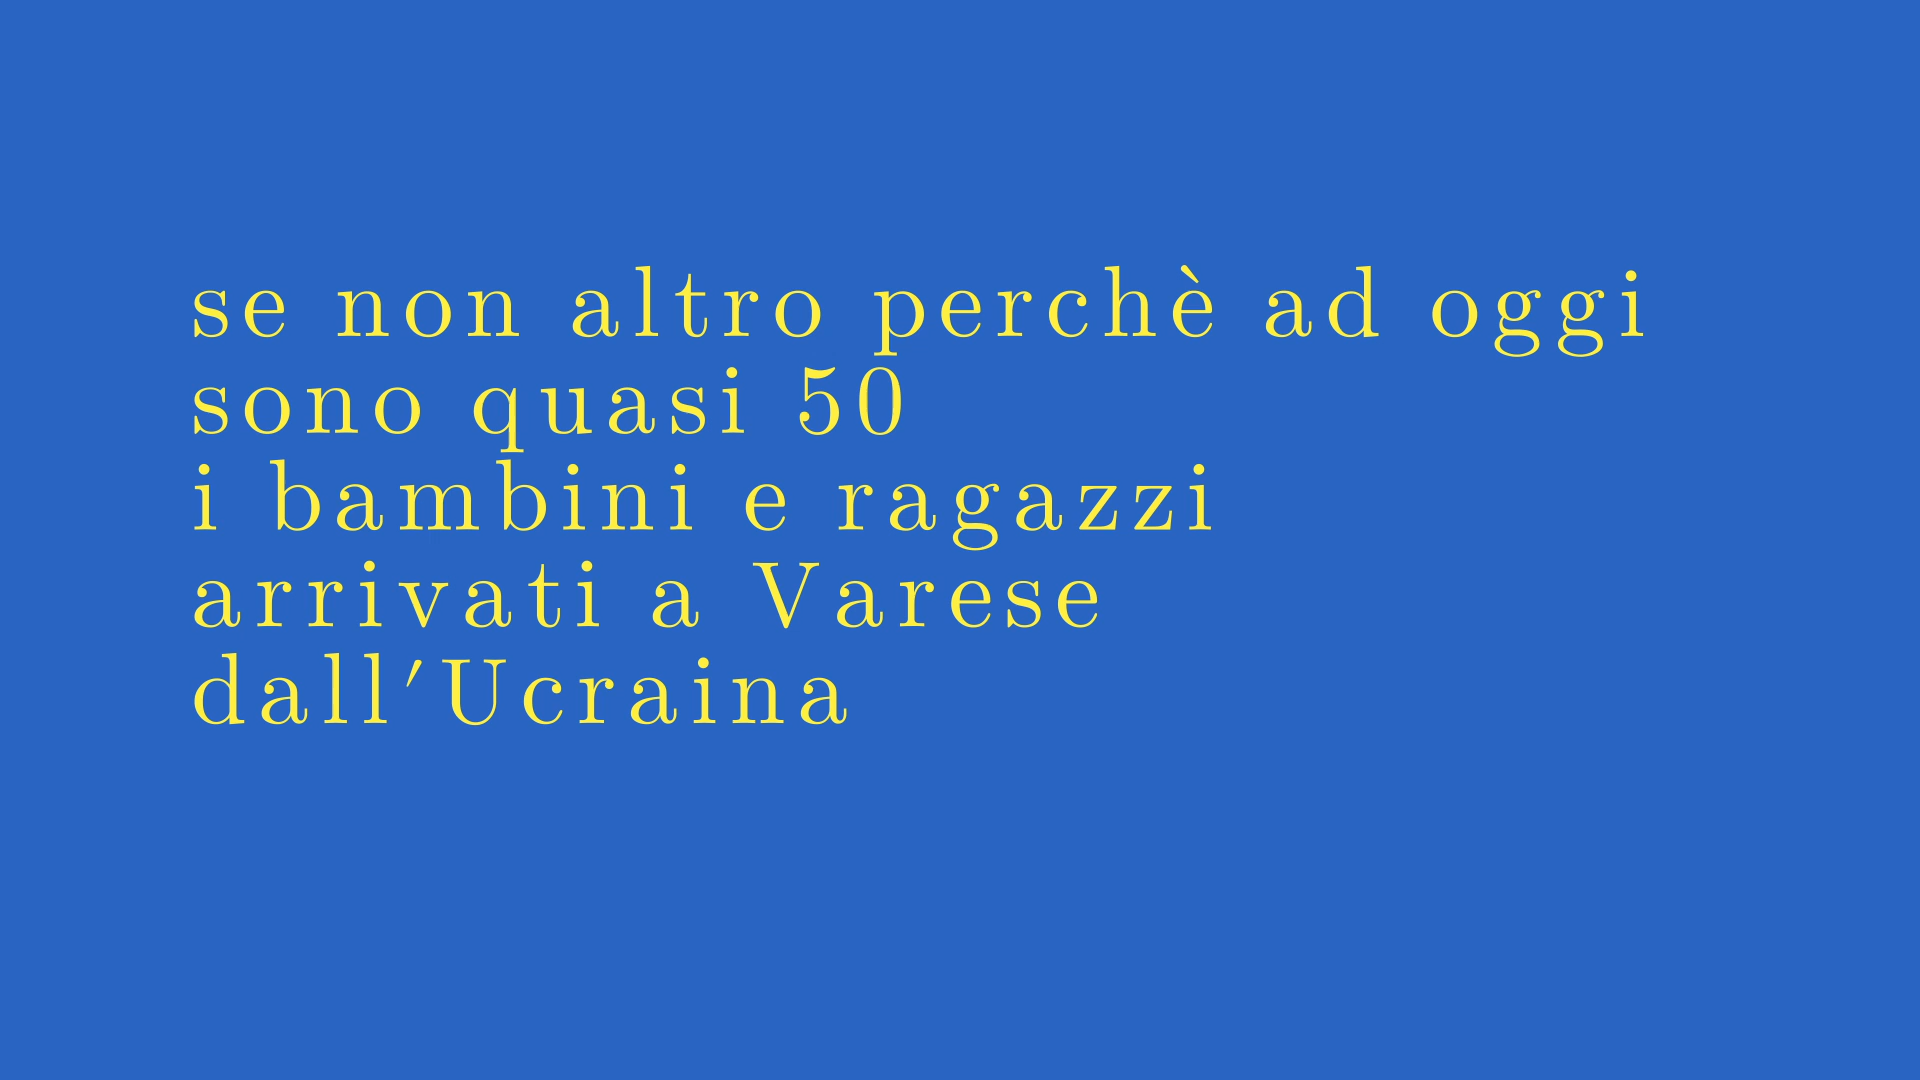 se non altro perchè ad oggi
sono quasi 50
i bambini e ragazzi
arrivati a Varese
dall'Ucraina